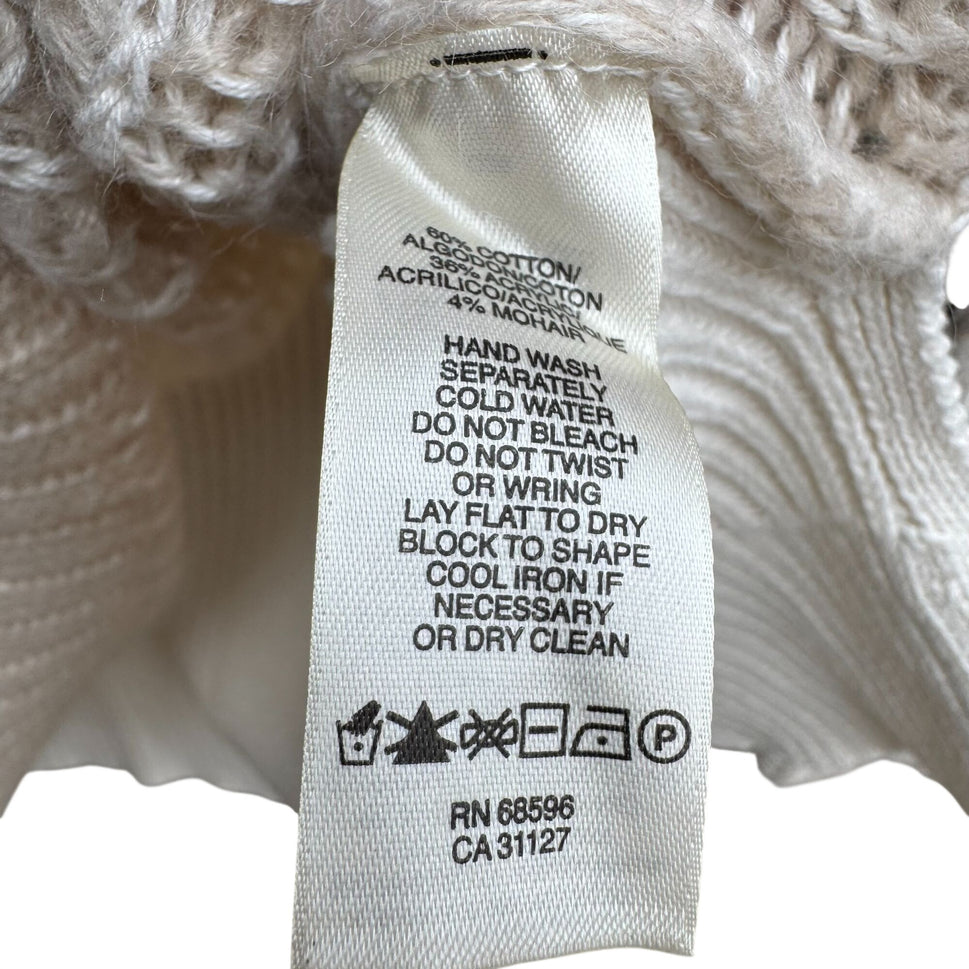 60% COTTON/
ALGODON/COTON
36% ACRYLIC/
ACRILICO/ACRYLIQUE
4% MOHAIR
HAND WASH
SEPARATELY
COLD WATER
DO NOT BLEACH
DO NOT TWIST
OR WRING
LAY FLAT TO DRY
BLOCK TO SHAPE
COOL IRON IF
NECESSARY
OR DRY CLEAN
P
RN 68596
CA 31127